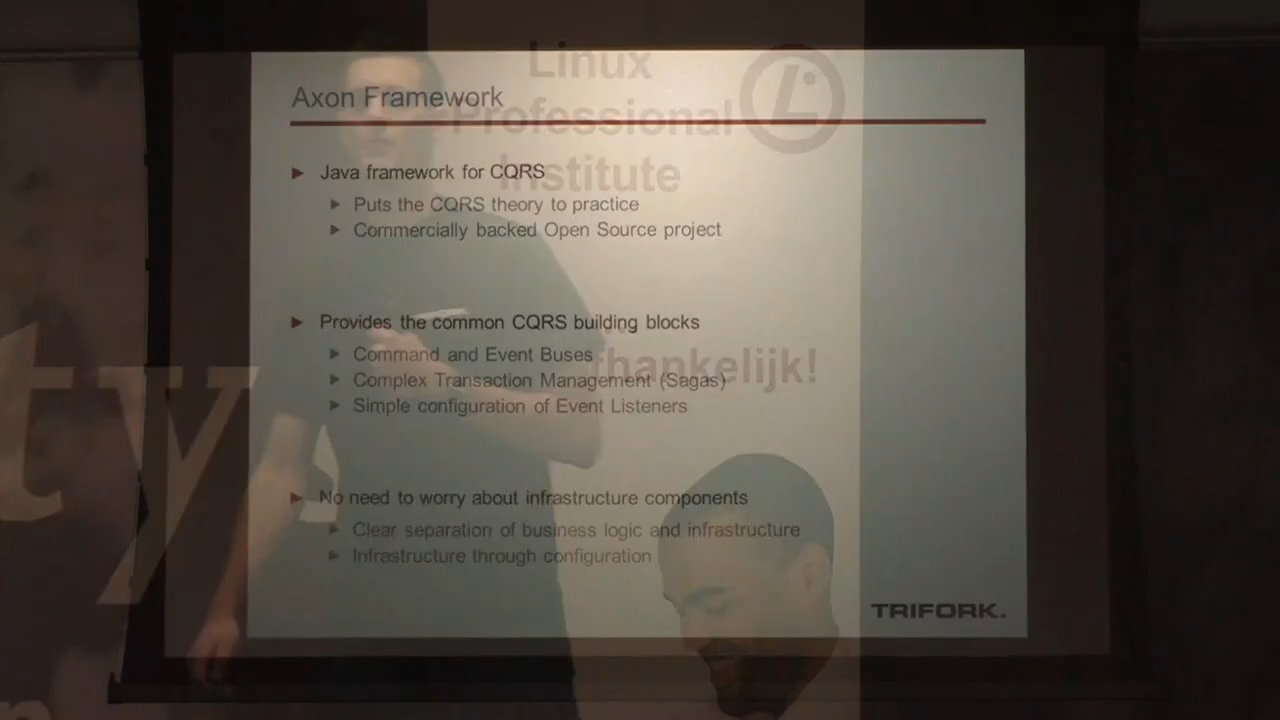 Linux
Professional
Institute
Axon Framework
Java framework for CQRS
Puts the CQRS theory to practice
Commercially backed Open Source project
Provides the common CQRS building blocks
Command and Event Buses
Complex Transaction Management (Sagas)
Simple configuration of Event Listeners
No need to worry about infrastructure components
Clear separation of business logic and infrastructure
Infrastructure through configuration
TRIFORK.
ty